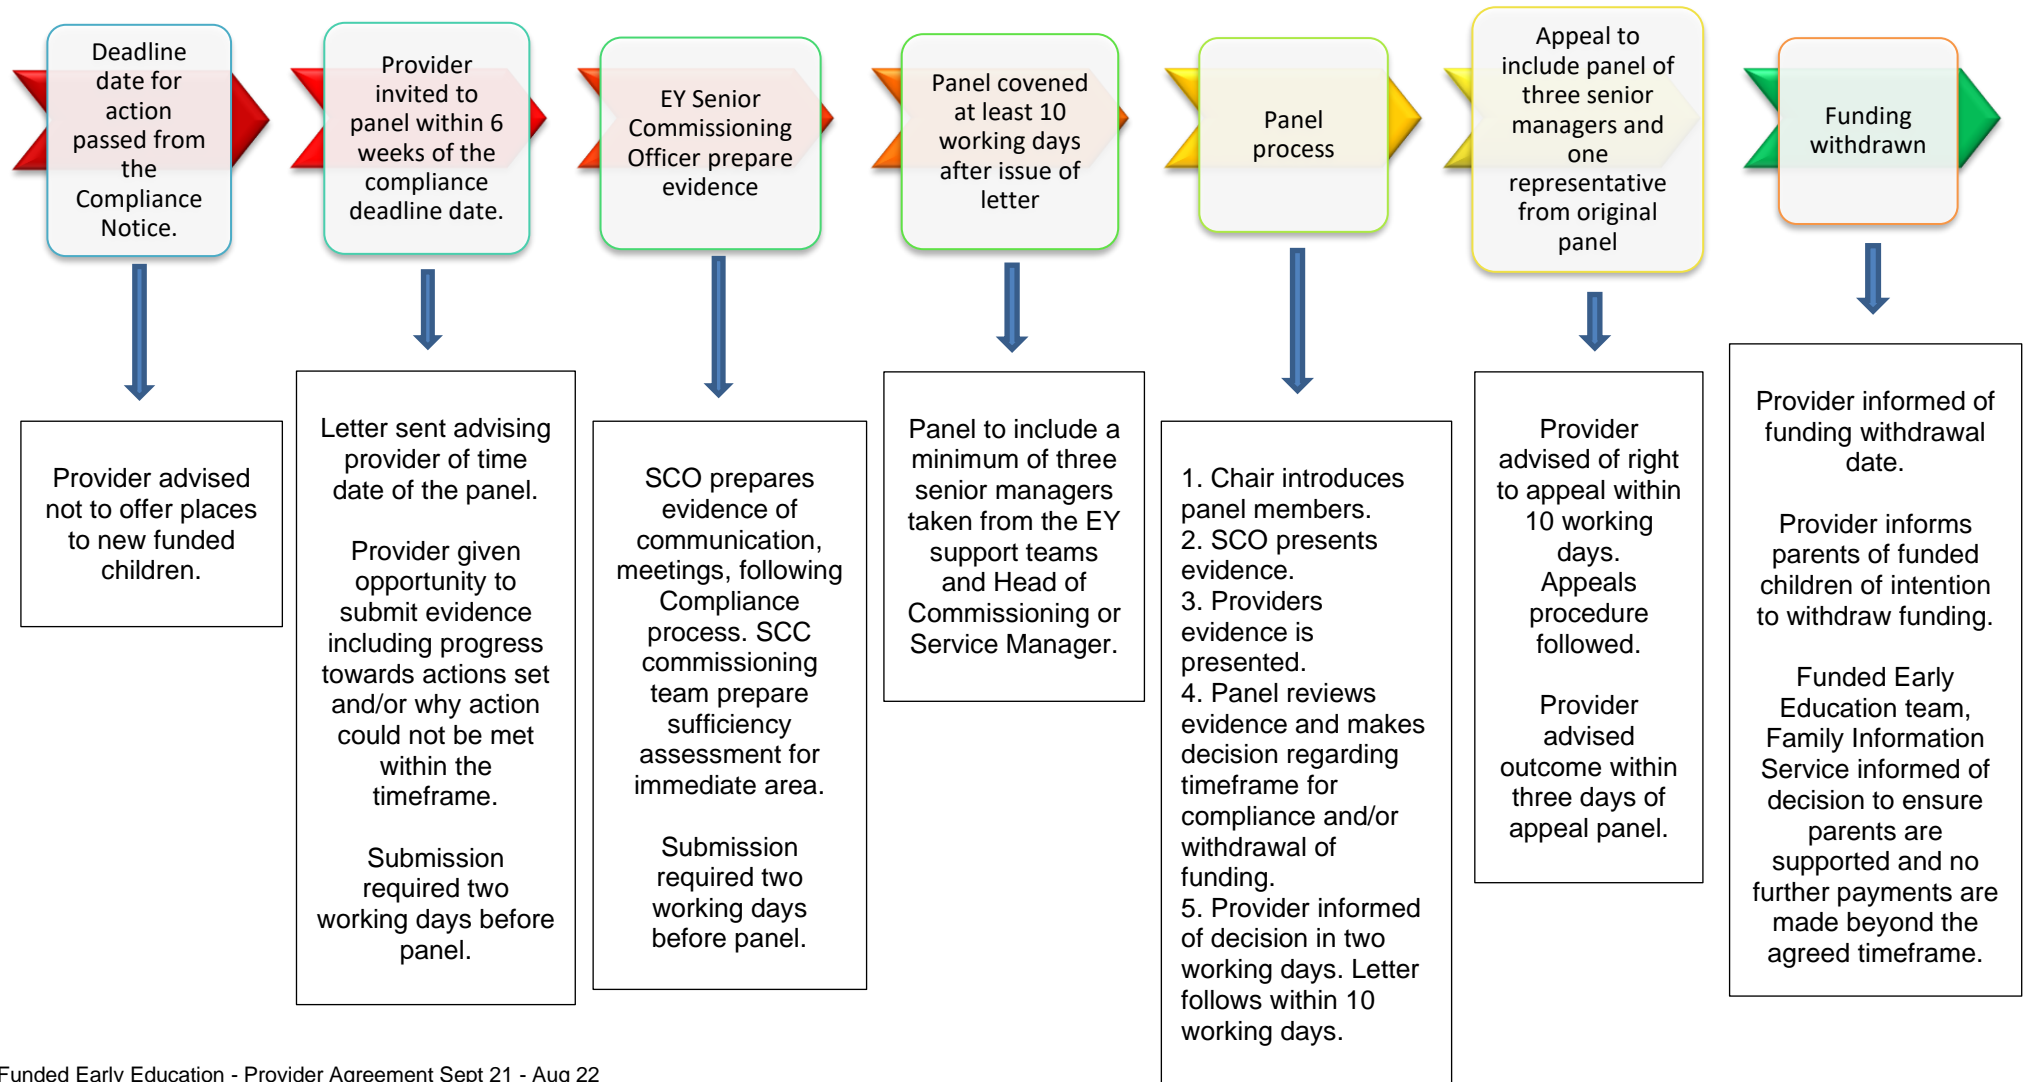 Deadline
date for
action
passed from
the
Compliance
Notice.
Provider
invited to
panel within 6
weeks of the
compliance
deadline date.
EY Senior
Commissioning
Officer prepare
evidence
Panel covened
at least 10
working days
after issue of
letter
Panel
process
Appeal to
include panel of
three senior
managers and
one
representative
from original
panel
Funding
withdrawn
Provider advised
not to offer places
to new funded
children.
Letter sent advising
provider of time
date of the panel.
Provider given
opportunity to
submit evidence
including progress
towards actions set
and/or why action
could not be met
within the
timeframe.
Submission
required two
working days before
panel.
SCO prepares
evidence of
communication,
meetings, following
Compliance
process. SCC
commissioning
team prepare
sufficiency
assessment for
immediate area.
Submission
required two
working days
before panel.
Panel to include a
minimum of three
senior managers
taken from the EY
support teams
and Head of
Commissioning or
Service Manager.
1. Chair introduces
panel members.
2. SCO presents
evidence.
3. Providers
evidence is
presented.
4. Panel reviews
evidence and makes
decision regarding
timeframe for
compliance and/or
withdrawal of
funding.
5. Provider informed
of decision in two
working days. Letter
follows within 10
working days.
Provider
advised of right
to appeal within
10 working
days.
Appeals
procedure
followed.
Provider
advised
outcome within
three days of
appeal panel.
Provider informed of
funding withdrawal
date.
Provider informs
parents of funded
children of intention
to withdraw funding.
Funded Early
Education team,
Family Information
Service informed of
decision to ensure
parents are
supported and no
further payments are
made beyond the
agreed timeframe.
Funded Early Education - Provider Agreement Sept 21 - Aug 22